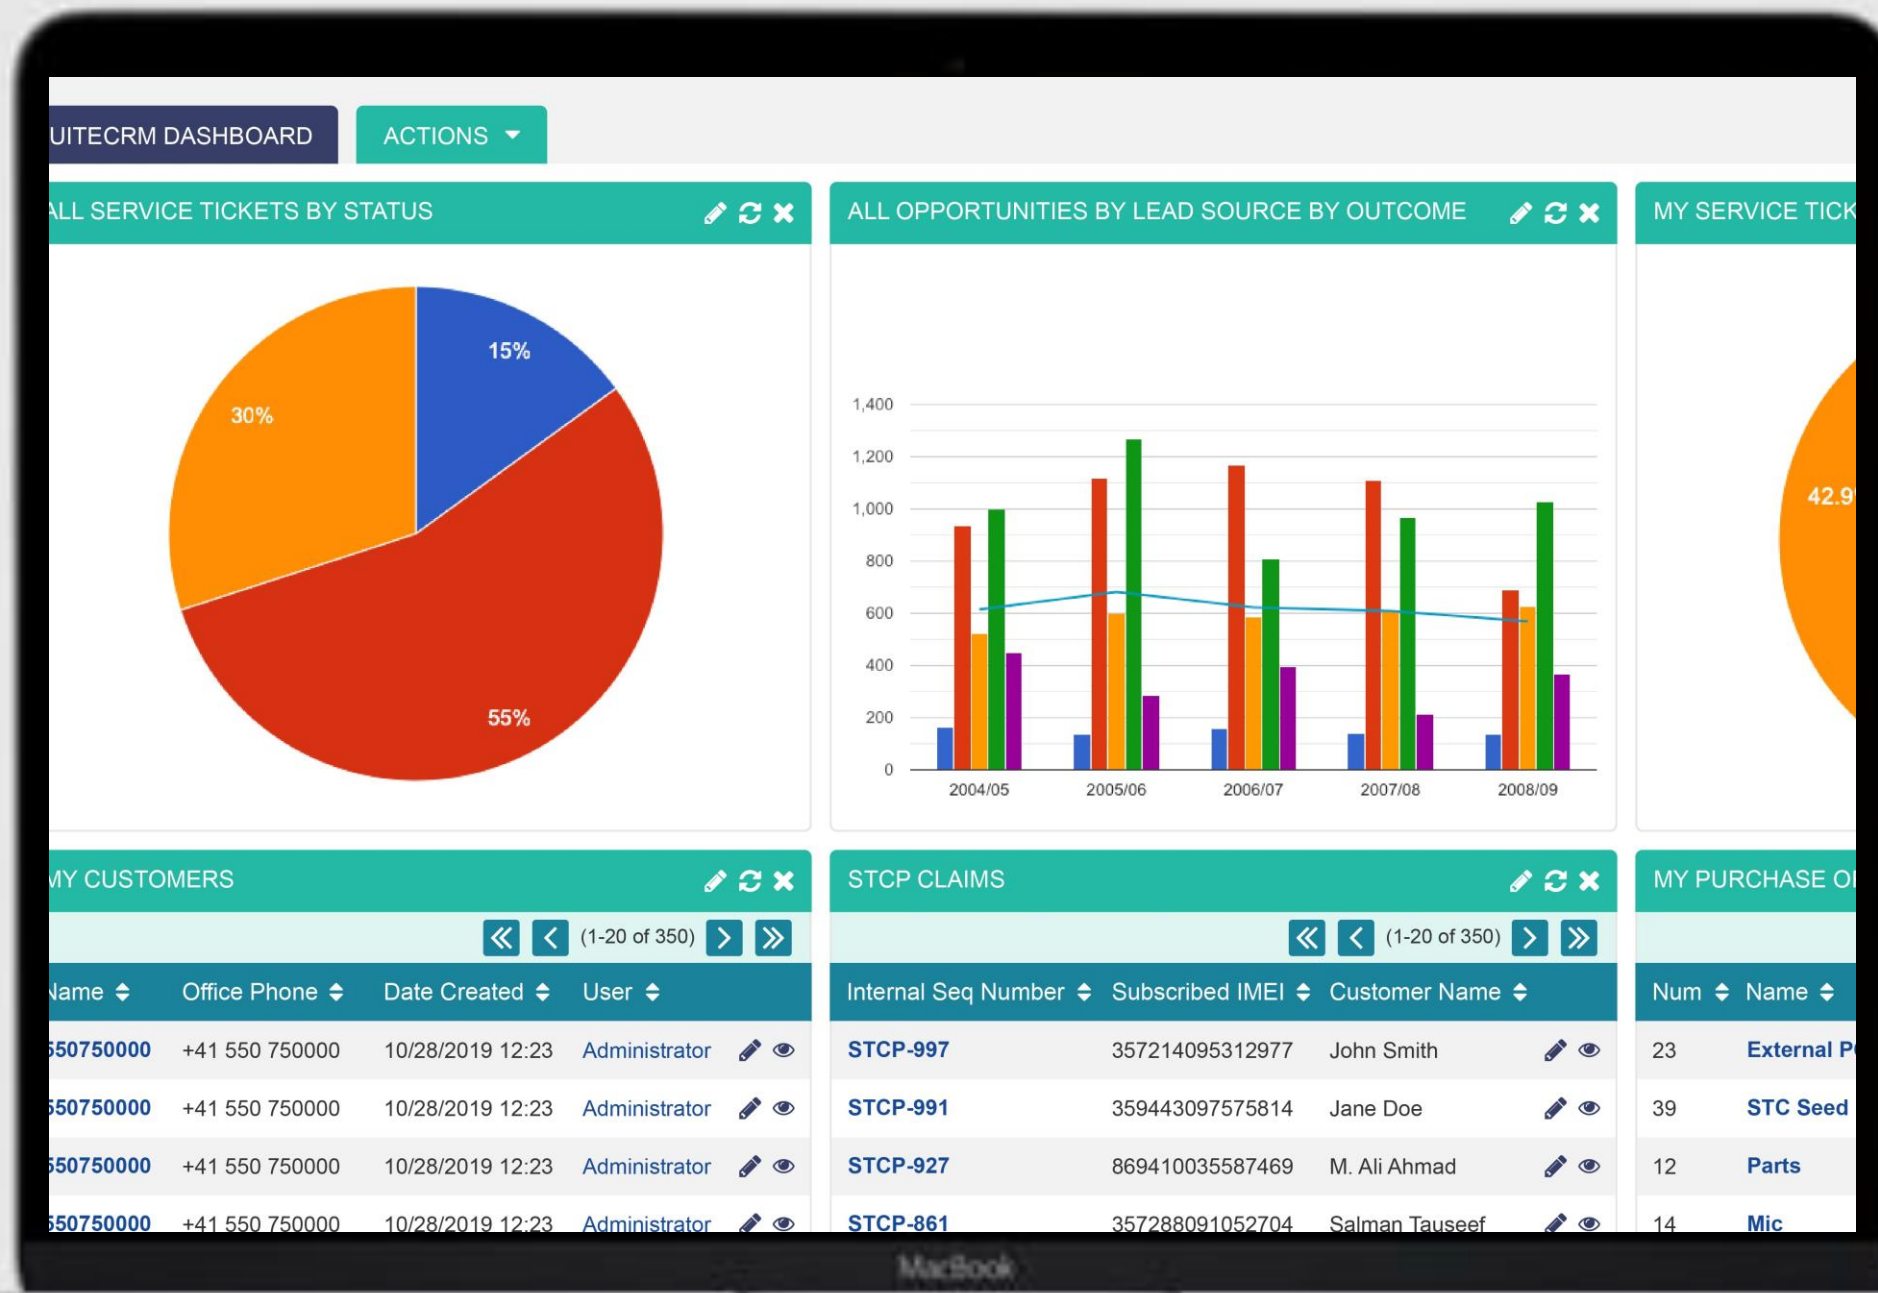 UITECRM DASHBOARD
ACTIONS
ALL SERVICE TICKETS BY STATUS
15%
30%
55%
ALL OPPORTUNITIES BY LEAD SOURCE BY OUTCOME
1,400
1,200
1,000
800
600
400
200
0
2004/05 2005/06 2006/07 2007/08 2008/09
MY SERVICE TICK
42.9
MY CUSTOMERS
(1-20 of 350)
Name Office Phone Date Created User
550750000 +41 550 750000 10/28/2019 12:23 Administrator
550750000 +41 550 750000 10/28/2019 12:23 Administrator
550750000 +41 550 750000 10/28/2019 12:23 Administrator
550750000 +41 550 750000 10/28/2019 12:23 Administrator
STCP CLAIMS
(1-20 of 350)
Internal Seq Number Subscribed IMEI Customer Name
STCP-997 357214095312977 John Smith
STCP-991 359443097575814 Jane Doe
STCP-927 869410035587469 M. Ali Ahmad
STCP-861 357288091052704 Salman Tauseef
MY PURCHASE O
Num Name
23 External P
39 STC Seed
12 Parts
14 Mic
MacBook